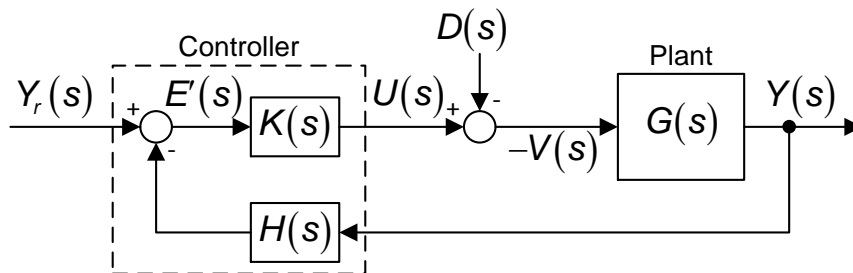 Controller
D(s)
Plant
Y_r(s)
+
E'(s)
K(s)
U(s)
+
-
-V(s)
G(s)
Y(s)
-
H(s)